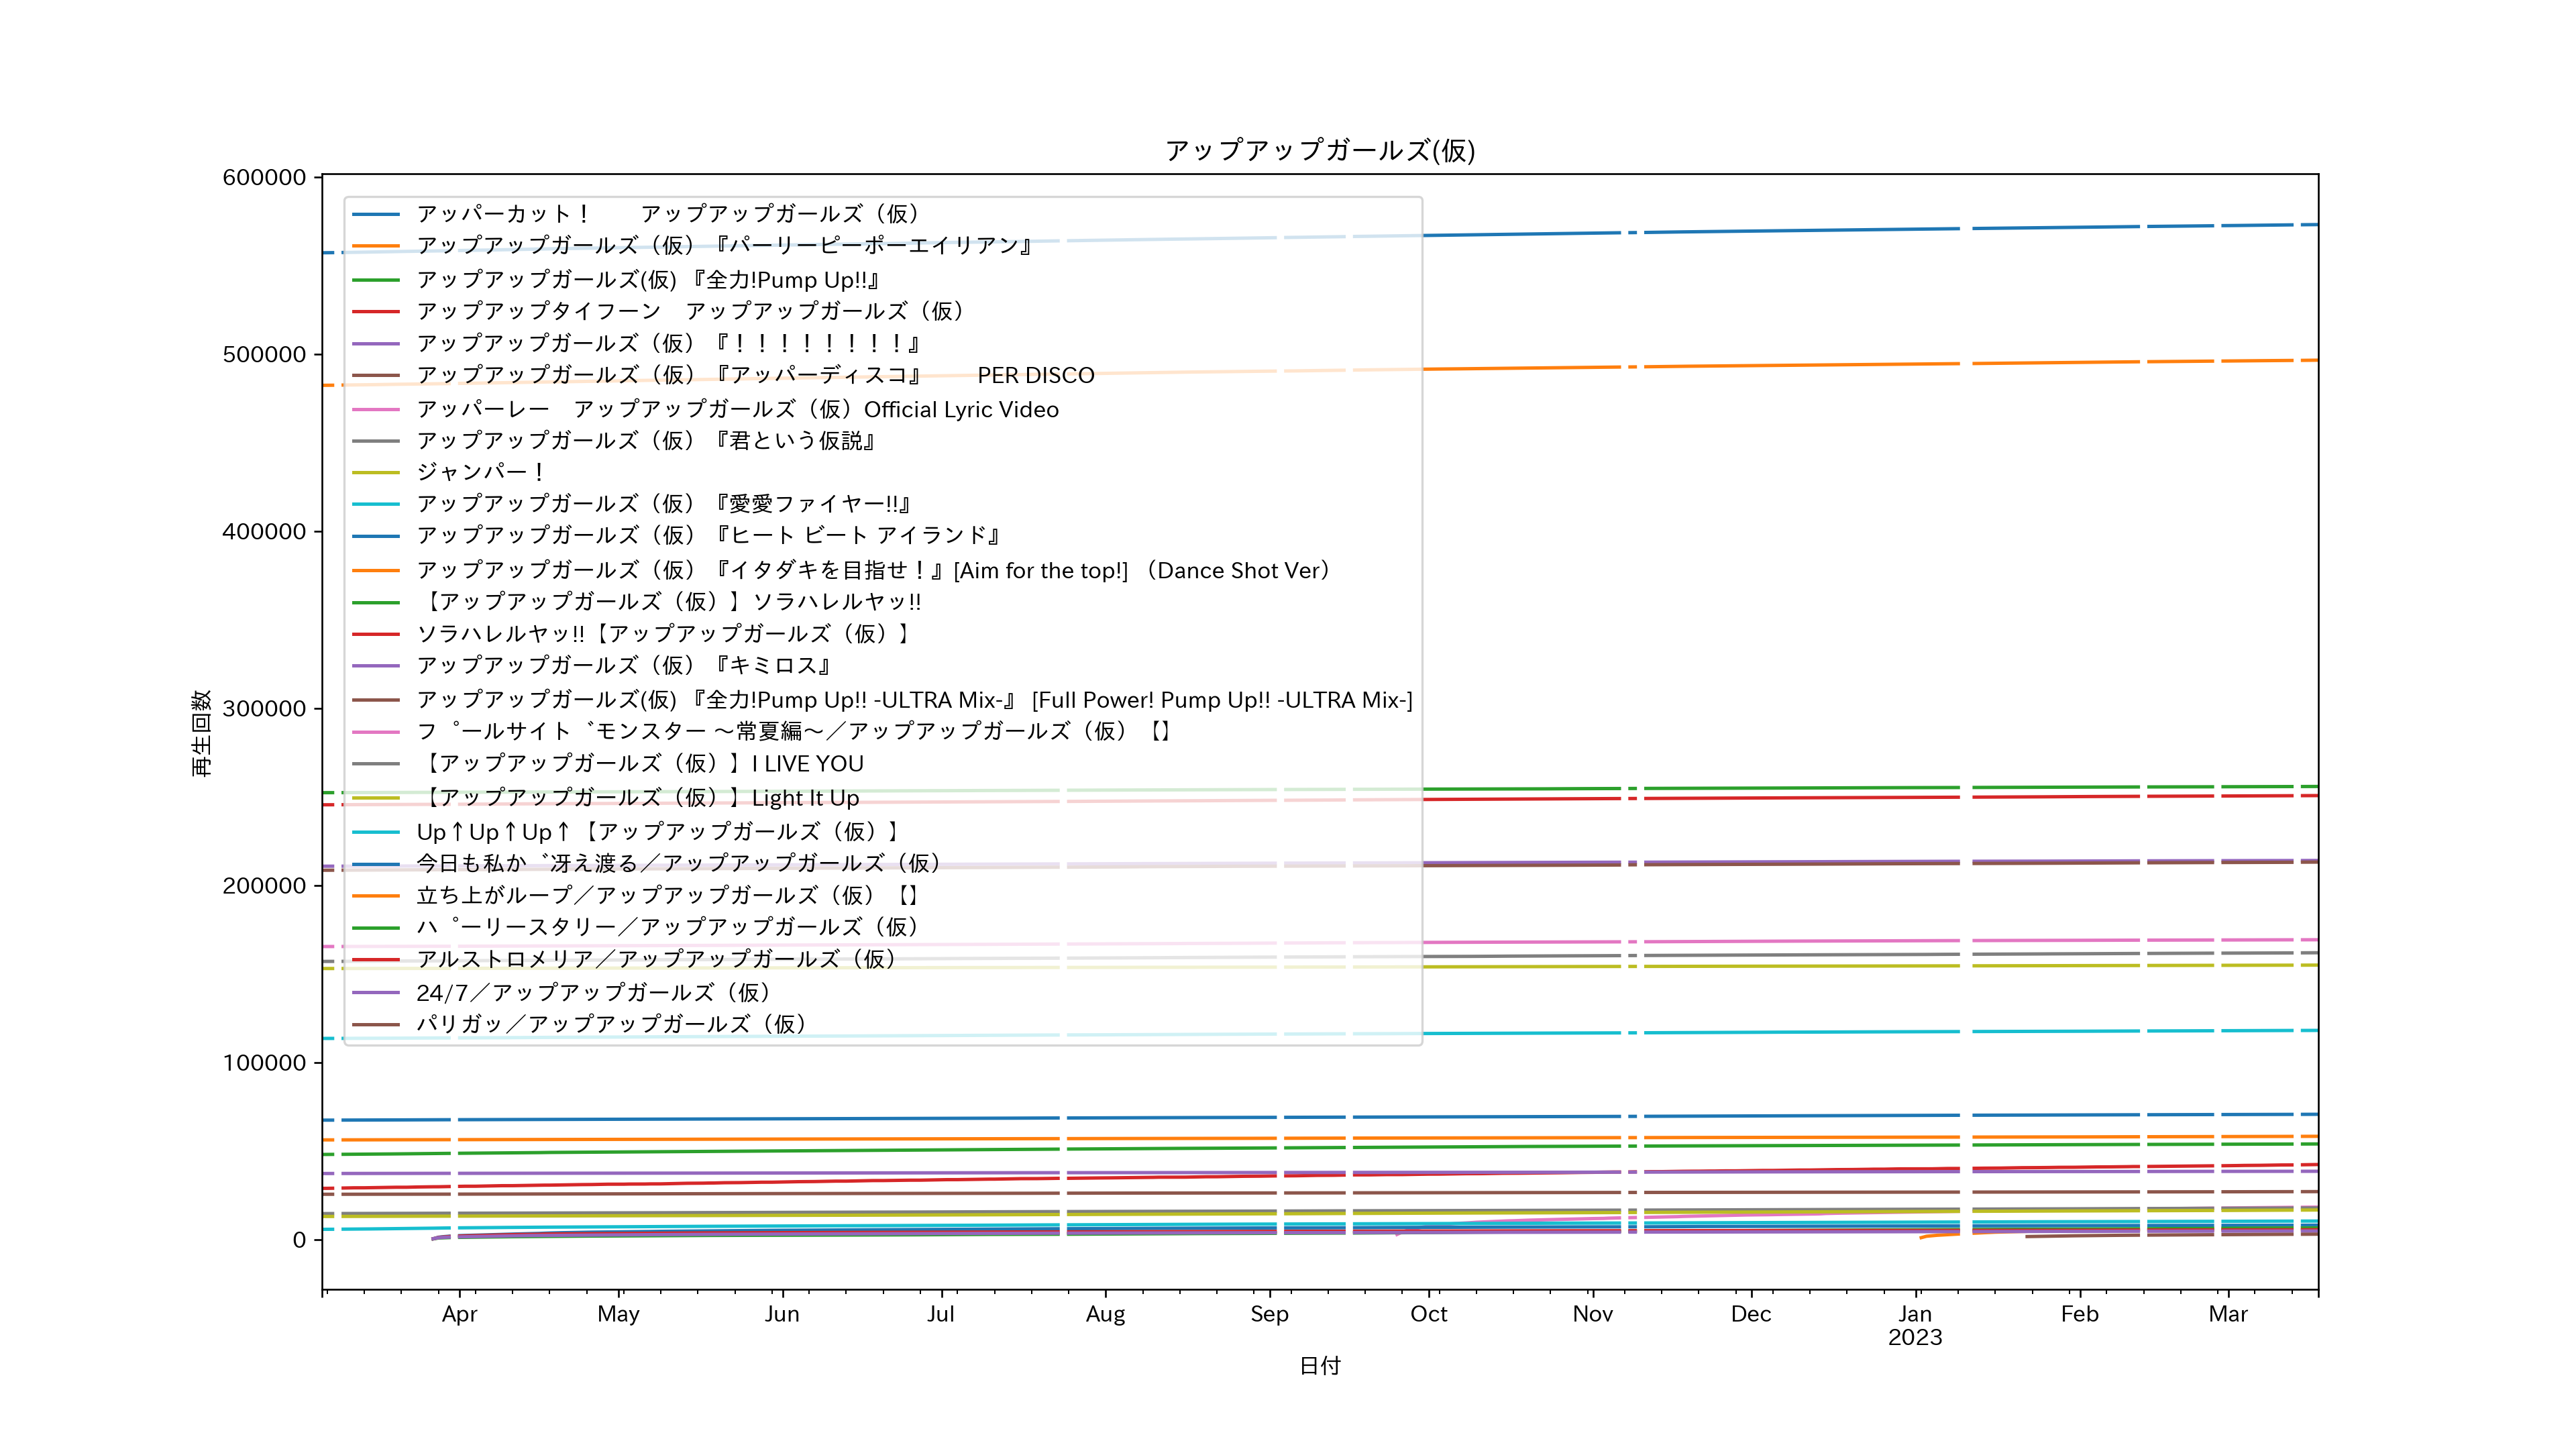 アップアップガールズ(仮)
600000
500000
400000
300000
200000
100000
0
再生回数
アッパーカット！　　アップアップガールズ（仮）
アップアップガールズ（仮）『パーリーピーポーエイリアン』
アップアップガールズ(仮) 『全力!Pump Up!!』
アップアップタイフーン　アップアップガールズ（仮）
アップアップガールズ（仮）『！！！！！！！！』
アップアップガールズ（仮）『アッパーディスコ』　　PER DISCO
アッパーレー　アップアップガールズ（仮）Official Lyric Video
アップアップガールズ（仮）『君という仮説』
ジャンパー！
アップアップガールズ（仮）『愛愛ファイヤー!!』
アップアップガールズ（仮）『ヒート ビート アイランド』
アップアップガールズ（仮）『イタダキを目指せ！』[Aim for the top!] （Dance Shot Ver）
【アップアップガールズ（仮）】ソラハレルヤッ!!
ソラハレルヤッ!!【アップアップガールズ（仮）】
アップアップガールズ（仮）『キミロス』
アップアップガールズ(仮) 『全力!Pump Up!! -ULTRA Mix-』 [Full Power! Pump Up!! -ULTRA Mix-]
フ゜ールサイト゛モンスター 〜常夏編〜／アップアップガールズ（仮）【】
【アップアップガールズ（仮）】I LIVE YOU
【アップアップガールズ（仮）】Light It Up
Up↑Up↑Up↑【アップアップガールズ（仮）】
今日も私か゛冴え渡る／アップアップガールズ（仮）
立ち上がループ／アップアップガールズ（仮）【】
ハ゜ーリースタリー／アップアップガールズ（仮）
アルストロメリア／アップアップガールズ（仮）
24/7／アップアップガールズ（仮）
パリガッ／アップアップガールズ（仮）
Apr May Jun Jul Aug Sep Oct Nov Dec Jan Feb Mar
2023
日付